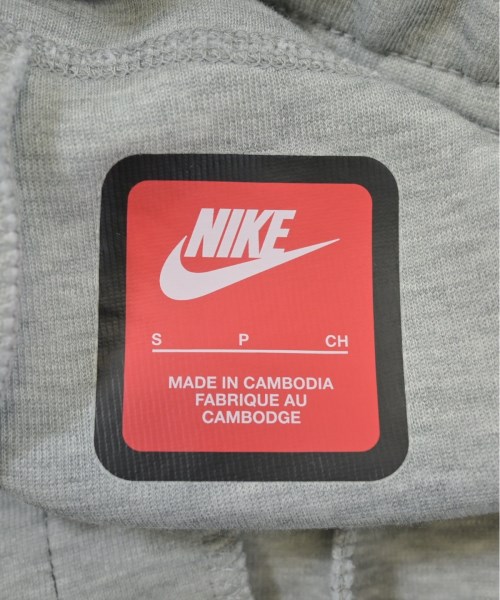 NIKE
S P CH
MADE IN CAMBODIA
FABRIQUE AU
CAMBODGE